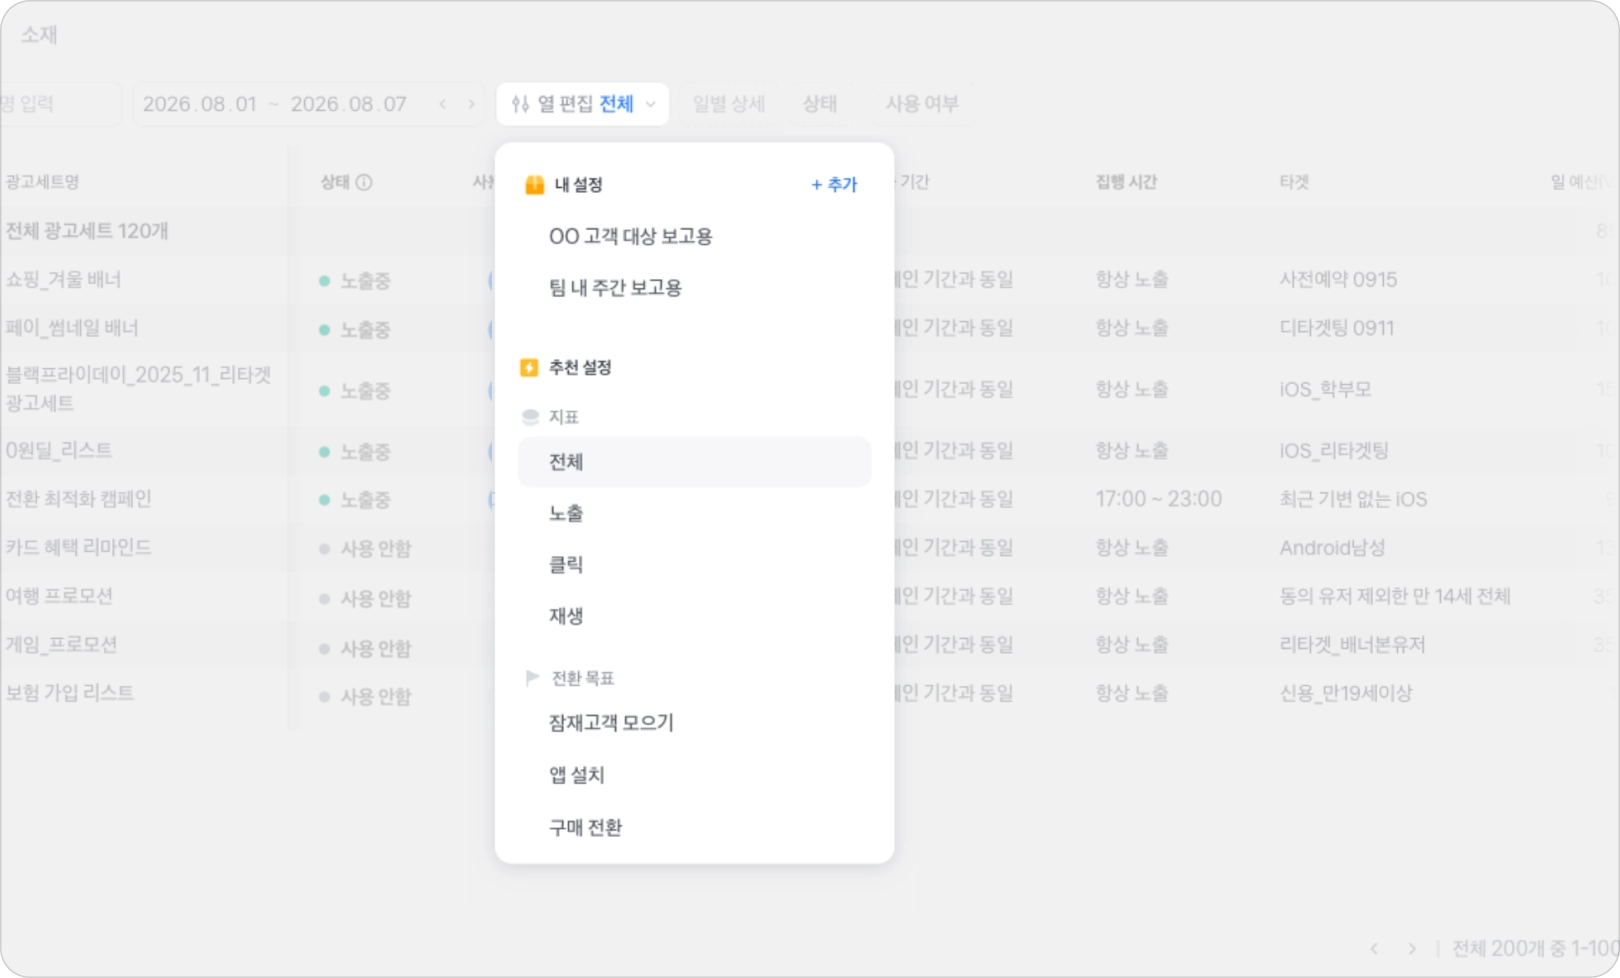 소재
명 입력
2026.08.01 ~ 2026.08.07
열 편집 전체
일별 상세
상태
사용 여부
내 설정
+ 추가
OO 고객 대상 보고용
팀 내 주간 보고용
추천 설정
지표
전체
노출
클릭
재생
전환 목표
잠재고객 모으기
앱 설치
구매 전환
광고세트명 상태 기간 집행 시간 타겟 일 예산
전체 광고세트 120개
쇼핑_겨울 배너 노출중 인 기간과 동일 항상 노출 사전예약 0915
페이_썸네일 배너 노출중 인 기간과 동일 항상 노출 디타겟팅 0911
블랙프라이데이_2025_11_리타겟
광고세트 노출중 인 기간과 동일 항상 노출 iOS_학부모
0원딜_리스트 노출중 인 기간과 동일 항상 노출 iOS_리타겟팅
전환 최적화 캠페인 노출중 인 기간과 동일 17:00 ~ 23:00 최근 기변 없는 iOS
카드 혜택 리마인드 사용 안함 인 기간과 동일 항상 노출 Android남성
여행 프로모션 사용 안함 인 기간과 동일 항상 노출 동의 유저 제외한 만 14세 전체
게임_프로모션 사용 안함 인 기간과 동일 항상 노출 리타겟_배너본유저
보험 가입 리스트 사용 안함 인 기간과 동일 항상 노출 신용_만19세이상
전체 200개 중 1-100